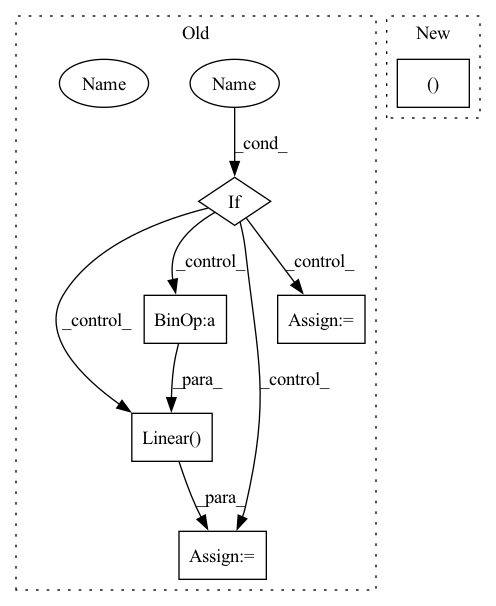 Old
New
Name
Name
()
_cond_
If
_control_
_control_
_control_
_control_
BinOp:a
Assign:=
_para_
Linear()
_para_
Assign:=